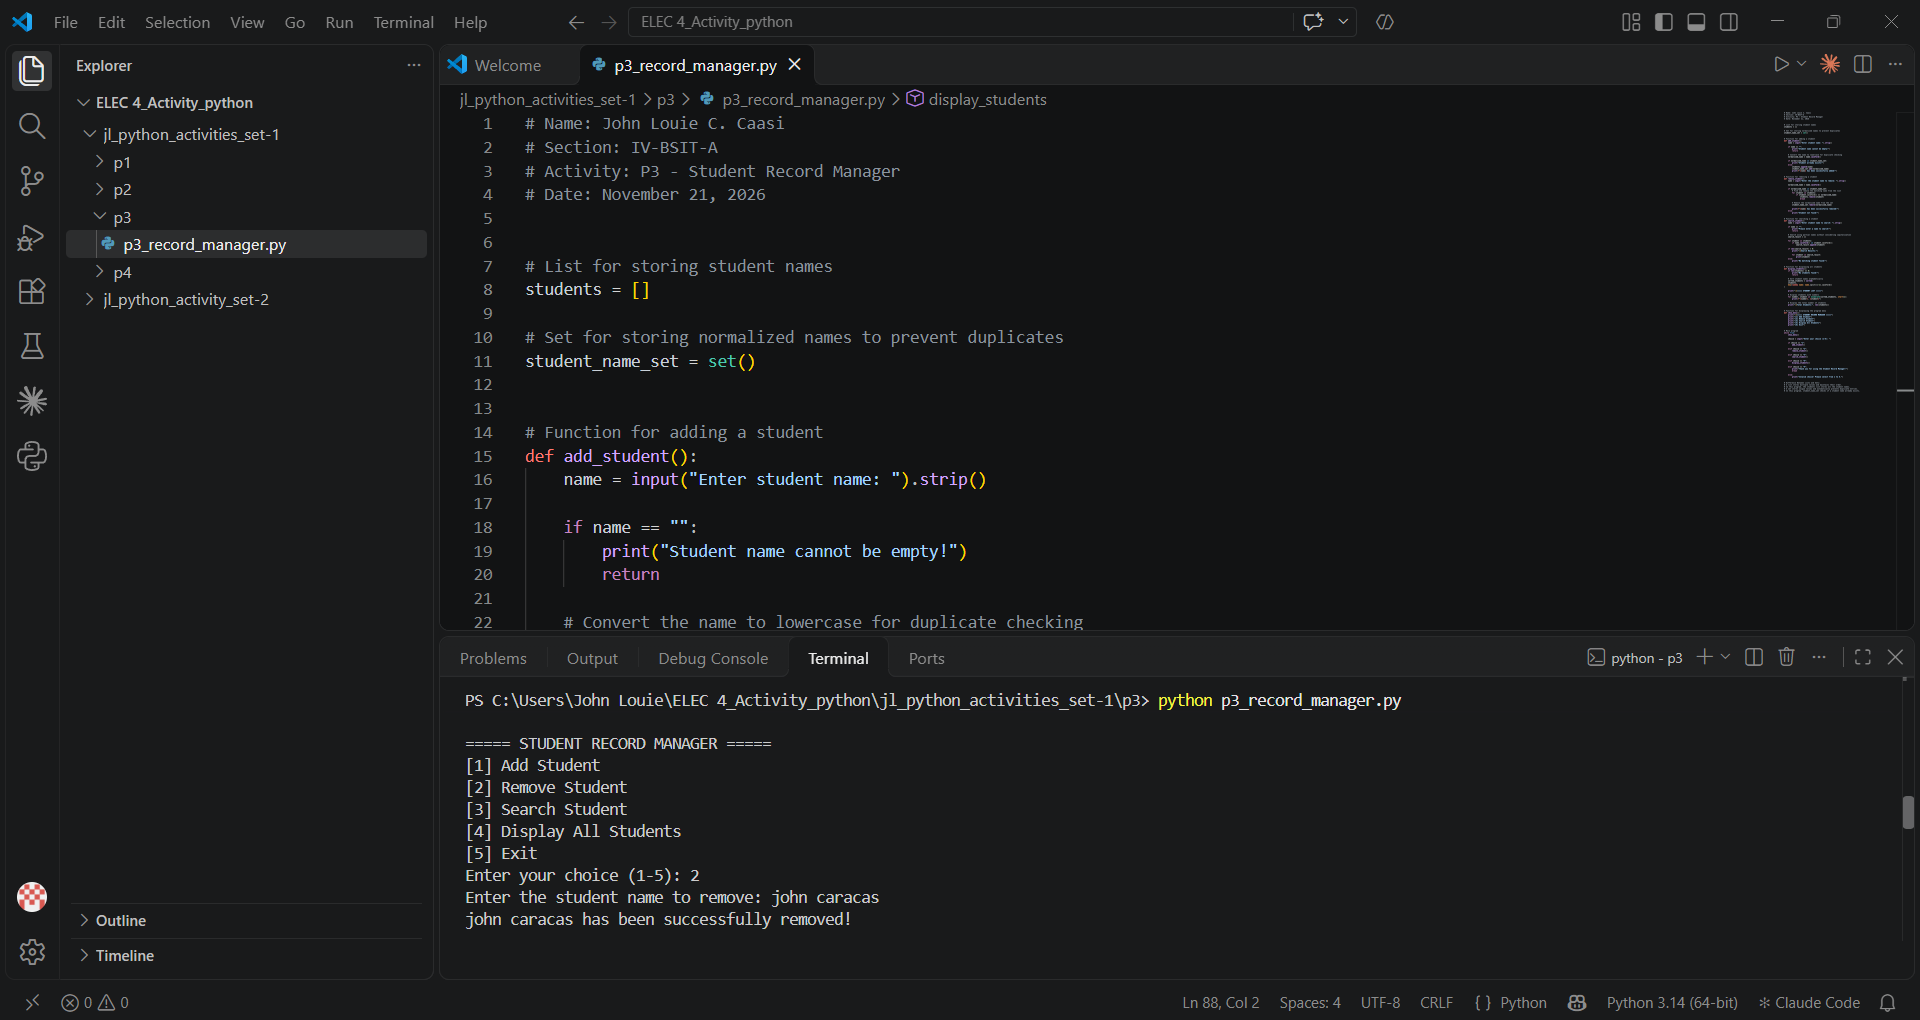 File Edit Selection View Go Run Terminal Help
ELEC 4_Activity_python
Explorer
ELEC 4_Activity_python
jl_python_activities_set-1
p1
p2
p3
p3_record_manager.py
p4
jl_python_activity_set-2
Outline
Timeline
Welcome
p3_record_manager.py
jl_python_activities_set-1 > p3 > p3_record_manager.py > display_students
1 # Name: John Louie C. Caasi
2 # Section: IV-BSIT-A
3 # Activity: P3 - Student Record Manager
4 # Date: November 21, 2026
5
6
7 # List for storing student names
8 students = []
9
10 # Set for storing normalized names to prevent duplicates
11 student_name_set = set()
12
13
14 # Function for adding a student
15 def add_student():
16 name = input("Enter student name: ").strip()
17
18 if name == "":
19 print("Student name cannot be empty!")
20 return
21
22 # Convert the name to lowercase for duplicate checking
Problems Output Debug Console Terminal Ports
python - p3
PS C:\Users\John Louie\ELEC 4_Activity_python\jl_python_activities_set-1\p3> python p3_record_manager.py
===== STUDENT RECORD MANAGER =====
[1] Add Student
[2] Remove Student
[3] Search Student
[4] Display All Students
[5] Exit
Enter your choice (1-5): 2
Enter the student name to remove: john caracas
john caracas has been successfully removed!
0 0
Ln 88, Col 2 Spaces: 4 UTF-8 CRLF { } Python Python 3.14 (64-bit) Claude Code